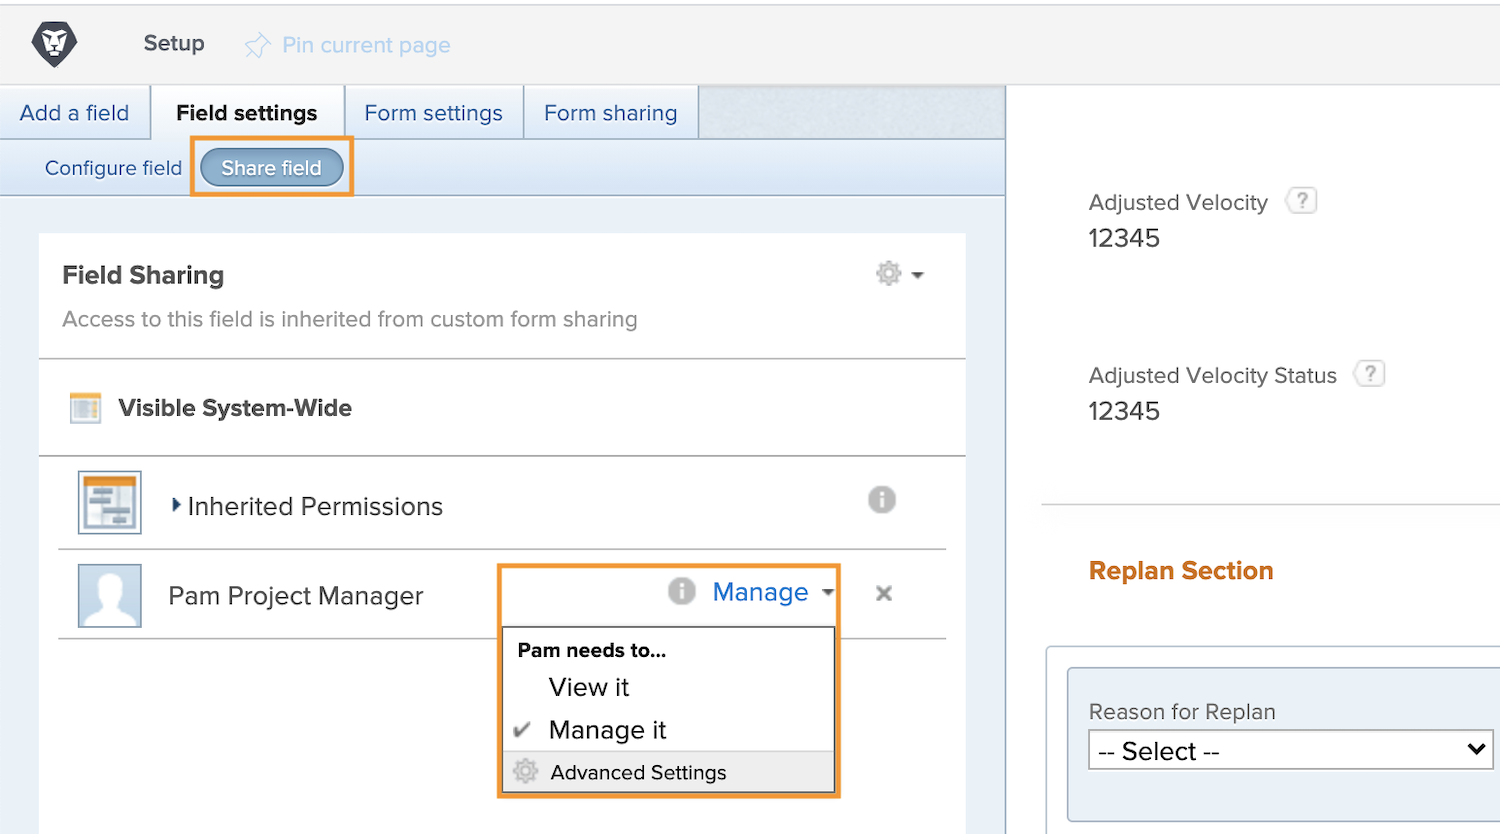 Setup
Pin current page
Add a field
Field settings
Form settings
Form sharing
Configure field
Share field
Field Sharing
Access to this field is inherited from custom form sharing
Visible System-Wide
Inherited Permissions
i
Pam Project Manager
i
Manage
Pam needs to...
View it
Manage it
Advanced Settings
Adjusted Velocity ?
12345
Adjusted Velocity Status ?
12345
Replan Section
Reason for Replan
-- Select --